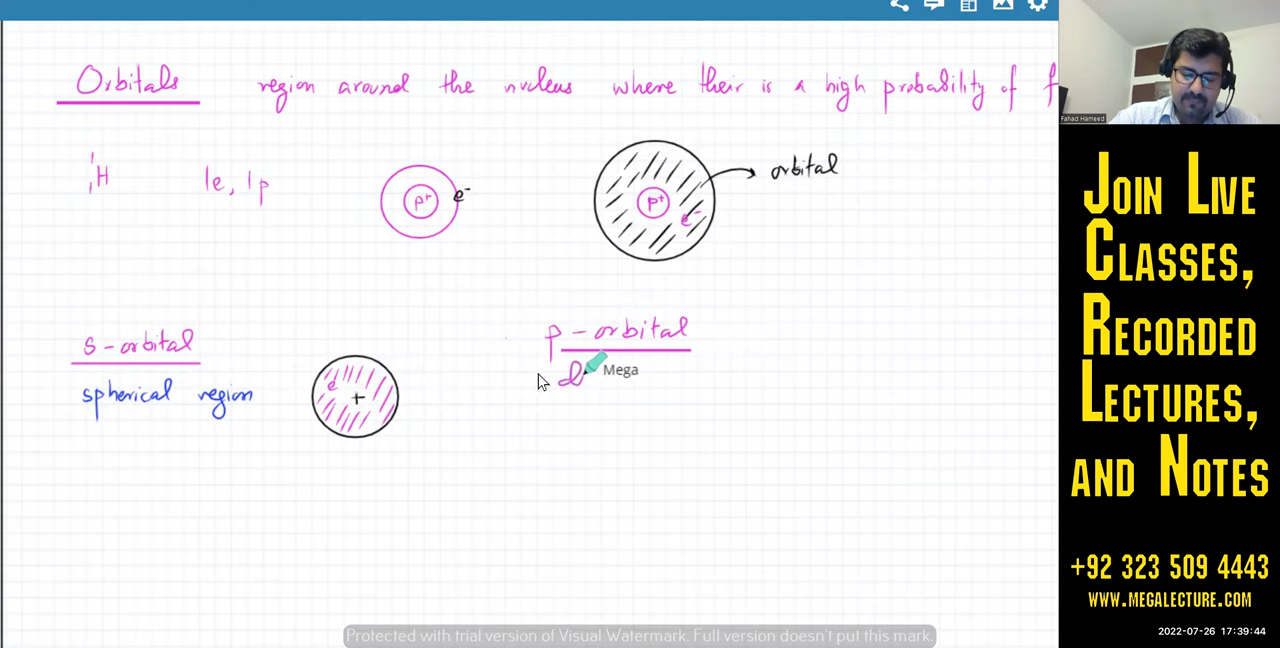 Orbitals region around the nucleus where their is a high probability of f
Fahad Hameed
1
1 H 1e, 1p
p+ e-
p+ e-
orbital
s-orbital
spherical region
e-
+
p-orbital
d
Mega
JOIN LIVE
CLASSES,
RECORDED
LECTURES,
AND NOTES
+92 323 509 4443
WWW.MEGALECTURE.COM
2022-07-26 17:39:44
Protected with trial version of Visual Watermark. Full version doesn't put this mark.